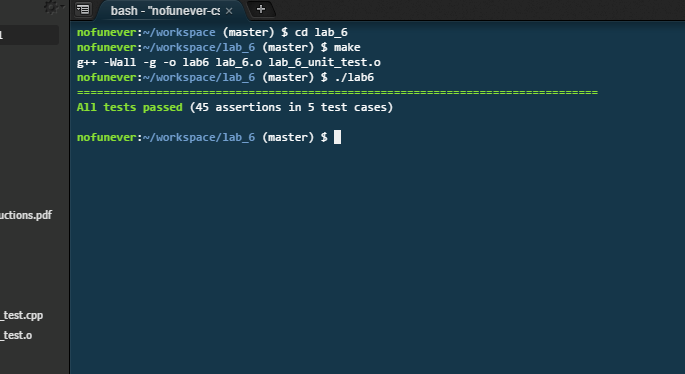 bash - "nofunever-cs
nofunever:~/workspace (master) $ cd lab_6
nofunever:~/workspace/lab_6 (master) $ make
g++ -Wall -g -o lab6 lab_6.o lab_6_unit_test.o
nofunever:~/workspace/lab_6 (master) $ ./lab6
===============================================================================
All tests passed (45 assertions in 5 test cases)
nofunever:~/workspace/lab_6 (master) $
uctions.pdf
_test.cpp
_test.o